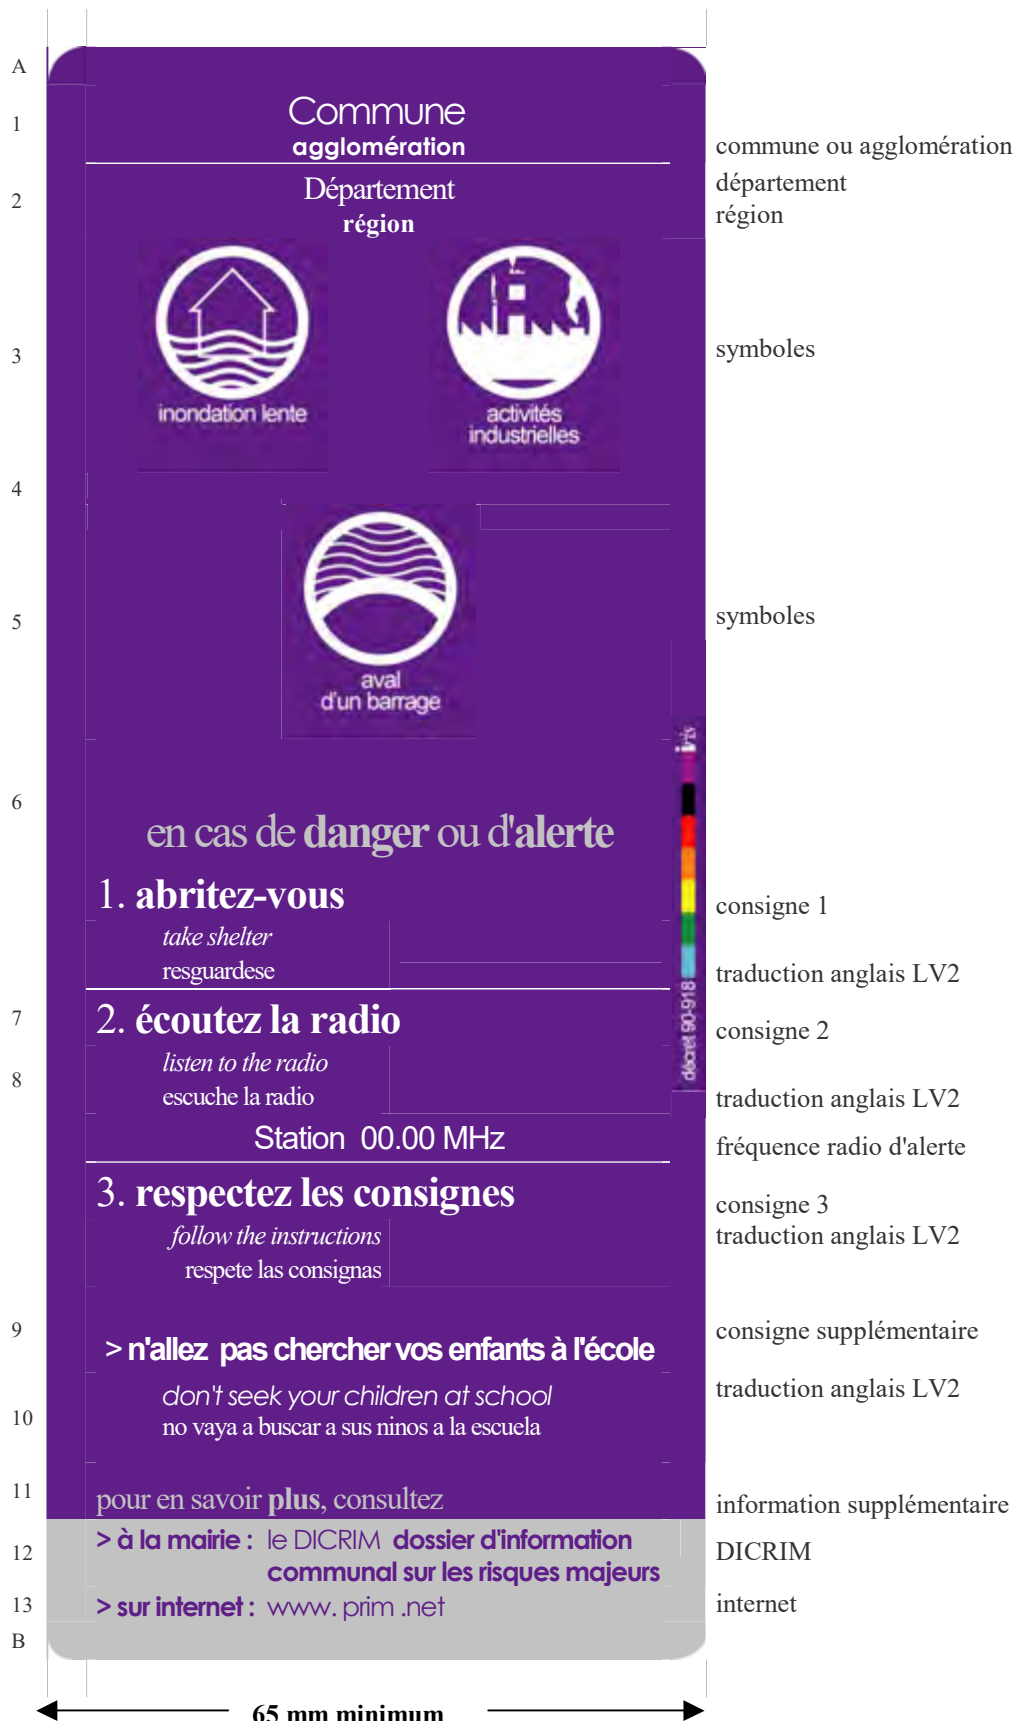 A
1
Commune
agglomération
commune ou agglomération
2
Département
région
département
région
3
inondation lente
activités
industrielles
symboles
4
5
aval
d'un barrage
symboles
iris
6
en cas de danger ou d'alerte
1. abritez-vous
consigne 1
take shelter
resguardese
traduction anglais LV2
décret 90-918
7
2. écoutez la radio
consigne 2
8
listen to the radio
escuche la radio
traduction anglais LV2
Station 00.00 MHz
fréquence radio d'alerte
3. respectez les consignes
consigne 3
follow the instructions
respete las consignas
traduction anglais LV2
9
> n'allez pas chercher vos enfants à l'école
consigne supplémentaire
10
don't seek your children at school
no vaya a buscar a sus ninos a la escuela
traduction anglais LV2
11
pour en savoir plus, consultez
information supplémentaire
12
> à la mairie : le DICRIM dossier d'information
communal sur les risques majeurs
DICRIM
13
> sur internet : www. prim .net
internet
B
65 mm minimum